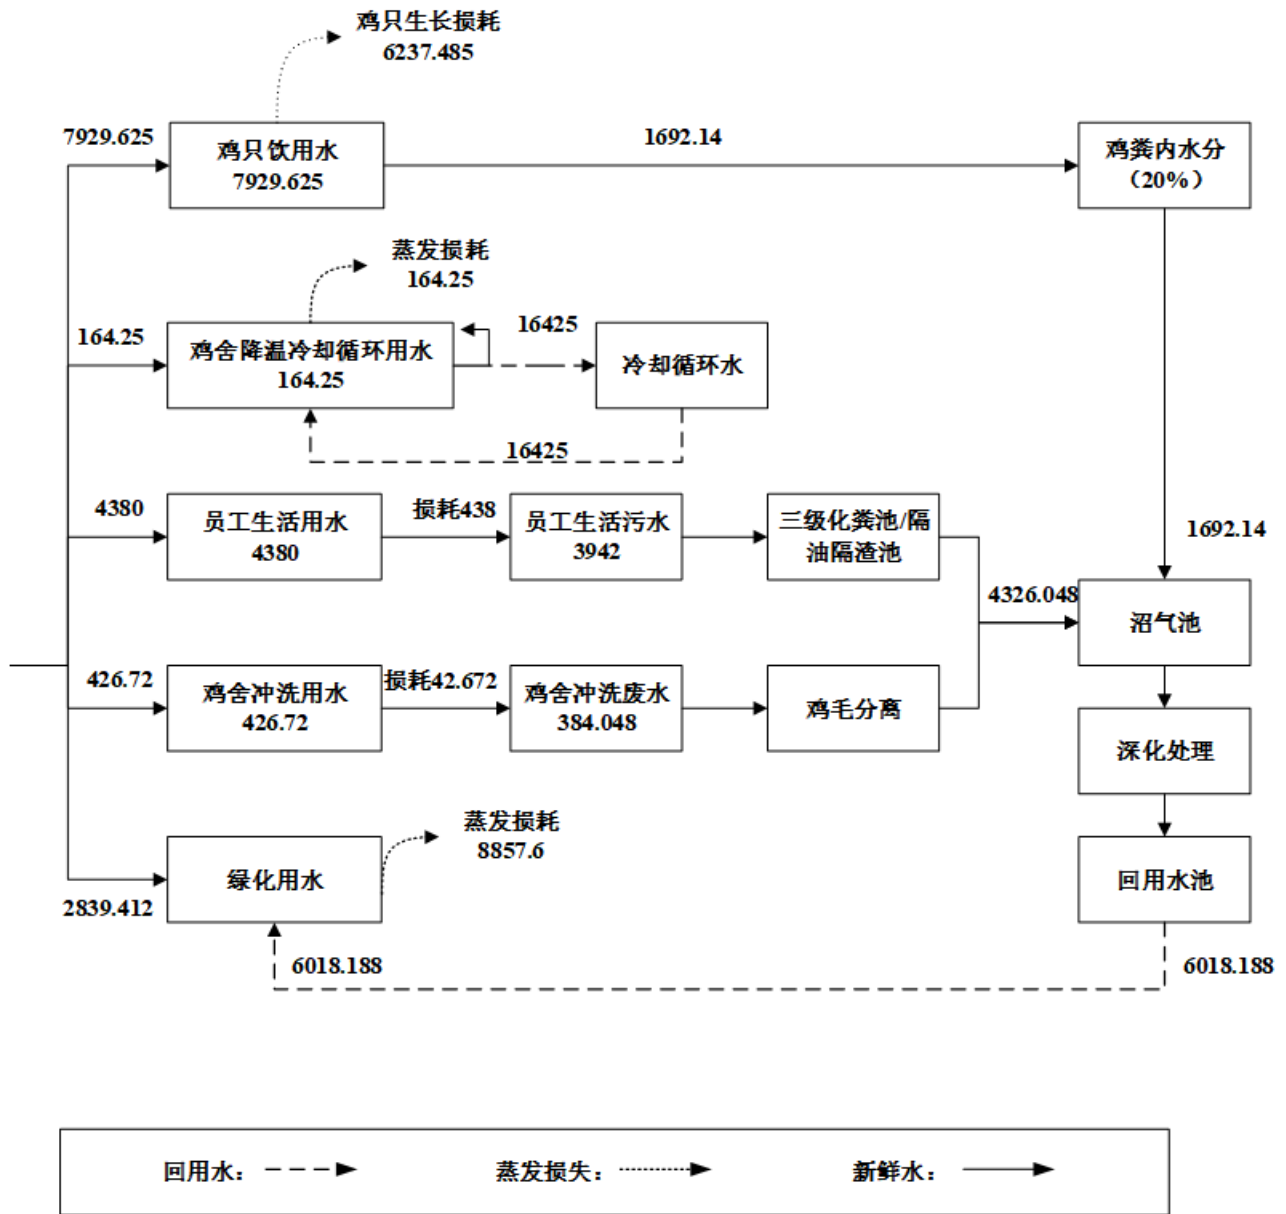 鸡只生长损耗
6237.485
7929.625
鸡只饮用水
7929.625
1692.14
鸡粪内水分
（20%）
蒸发损耗
164.25
164.25
鸡舍降温冷却循环用水
164.25
16425
冷却循环水
16425
4380
员工生活用水
4380
损耗438
员工生活污水
3942
三级化粪池/隔
油隔渣池
1692.14
4326.048
沼气池
426.72
鸡舍冲洗用水
426.72
损耗42.672
鸡舍冲洗废水
384.048
鸡毛分离
深化处理
蒸发损耗
8857.6
绿化用水
2839.412
回用水池
6018.188
6018.188
回用水：
蒸发损失：
新鲜水：